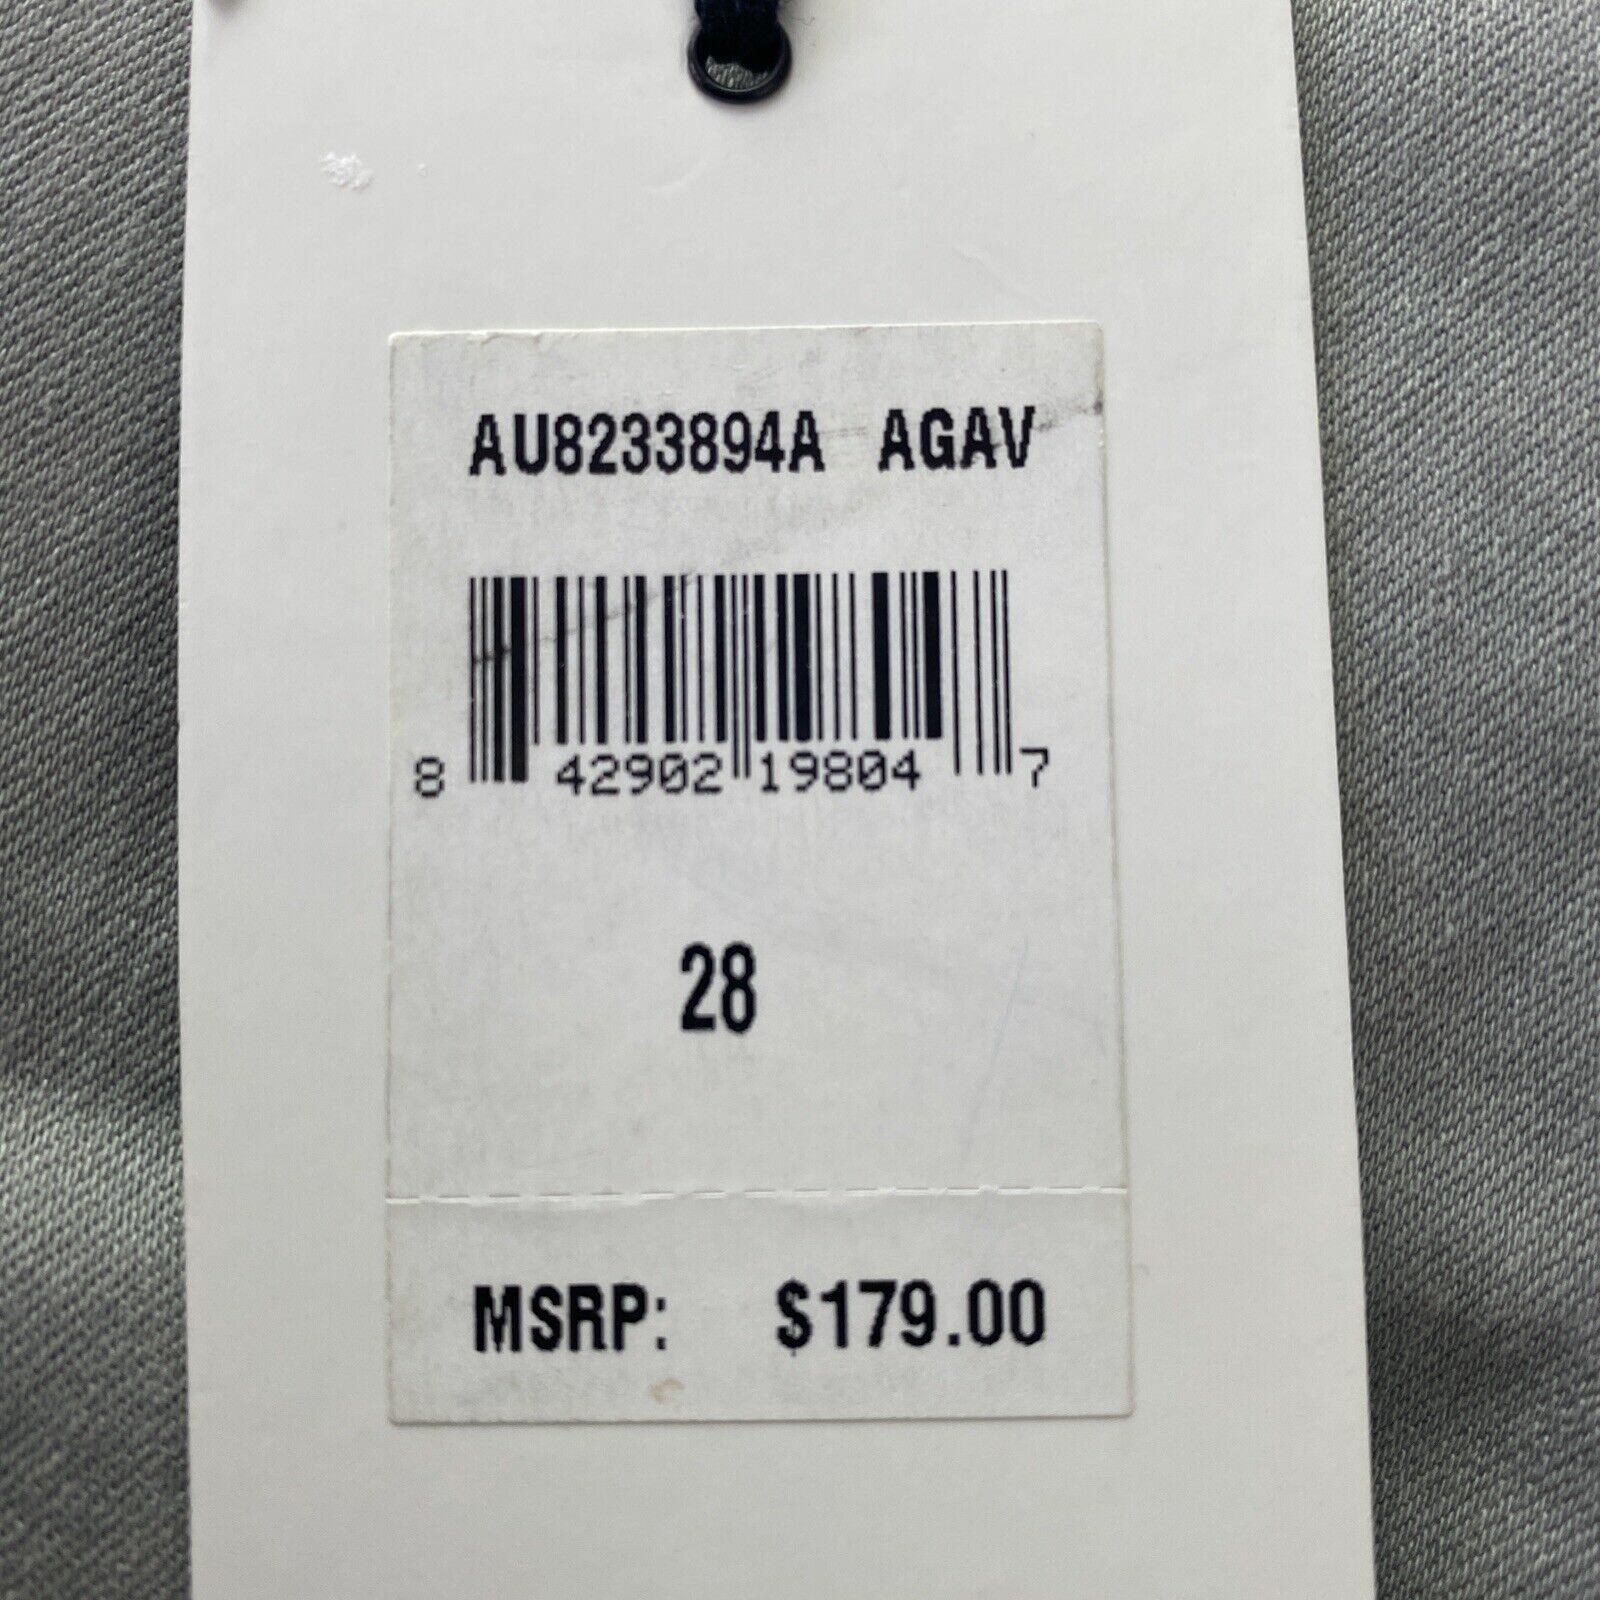 AU8233894A AGAV
8 42902 19804 7
28
MSRP: $179.00